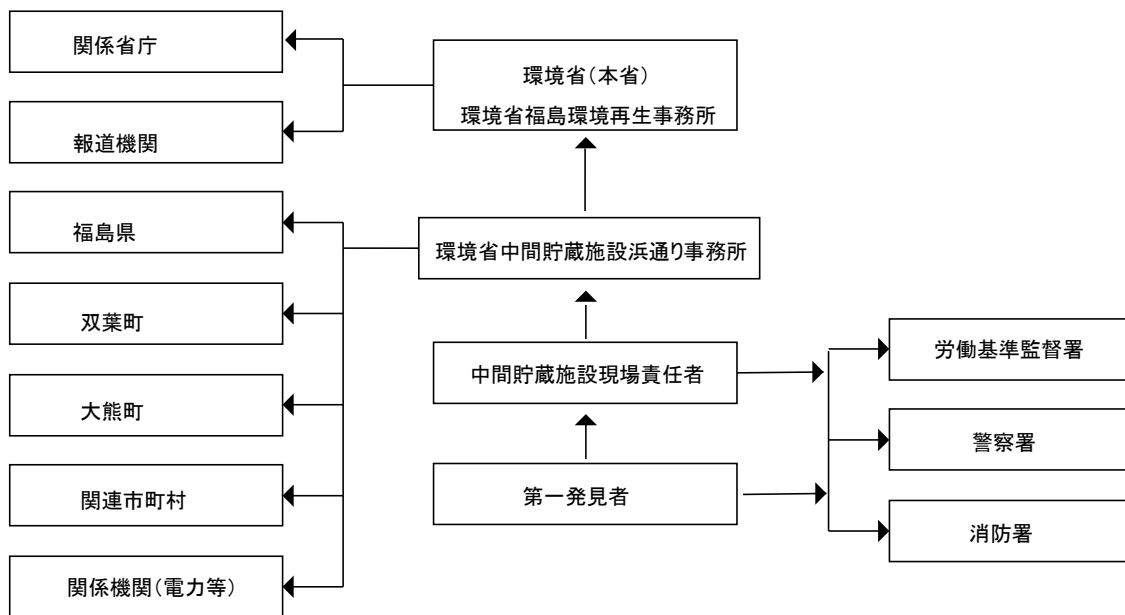 関係省庁
報道機関
福島県
双葉町
大熊町
関連市町村
関係機関(電力等)
環境省(本省)
環境省福島環境再生事務所
環境省中間貯蔵施設浜通り事務所
中間貯蔵施設現場責任者
第一発見者
労働基準監督署
警察署
消防署